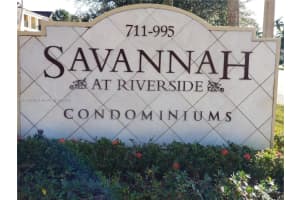 711-995
SAVANNAH
AT RIVERSIDE
CONDOMINIUMS